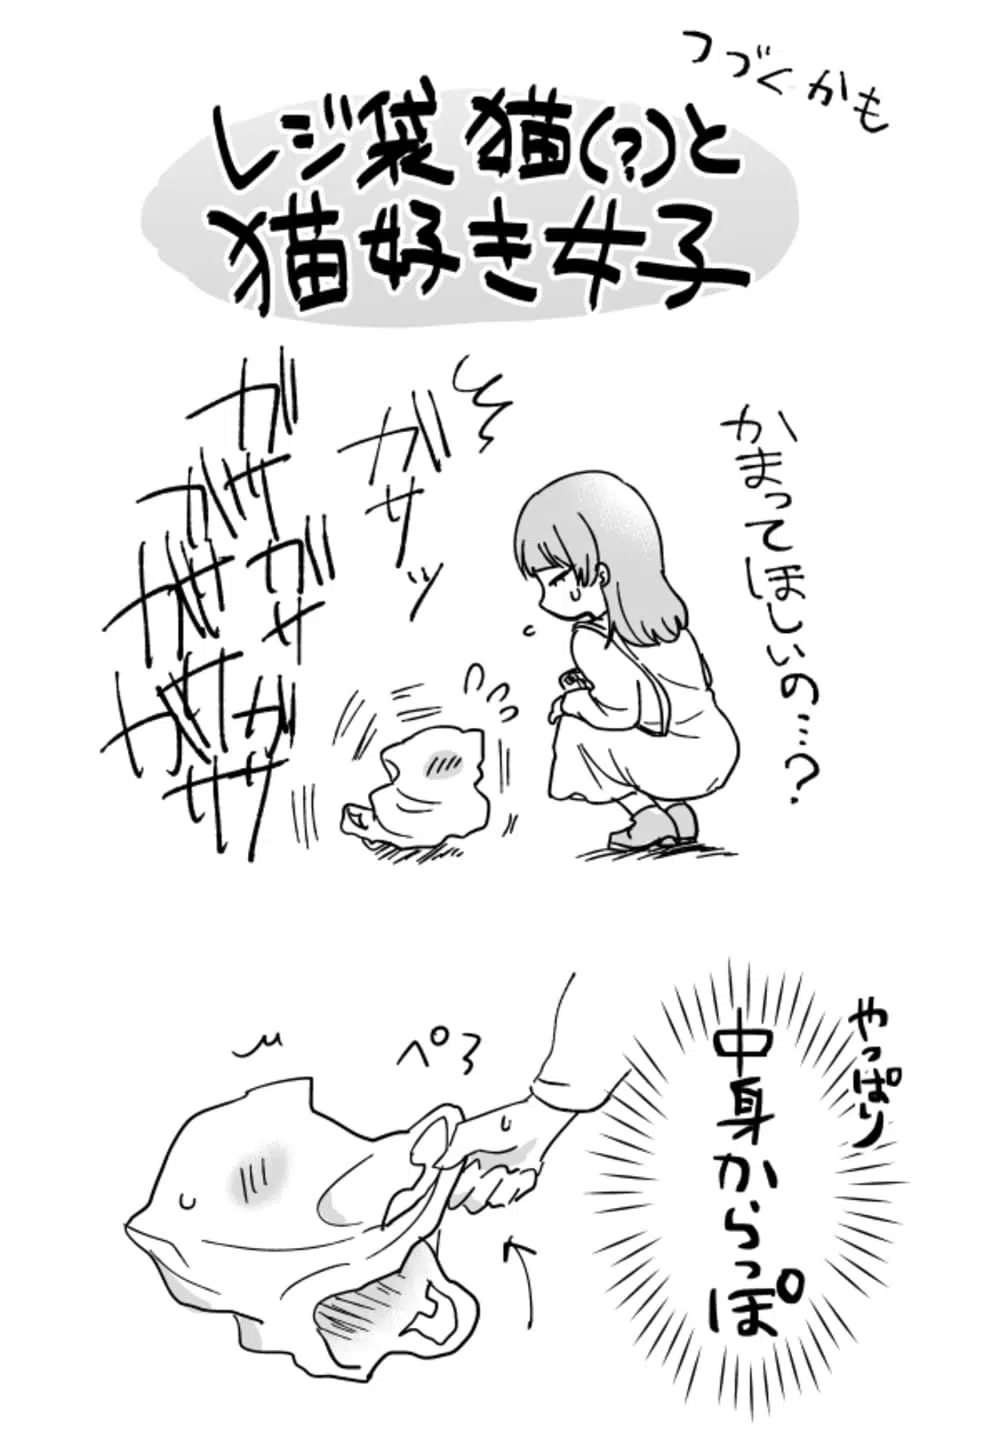 つづくかも
レジ袋猫(?)と
猫好き女子
かまってほしいの…?
ガサッ
ガサ
ガサ
ガサ
ガサ
ガサ
やっぱり
中身からっぽ
ペろ